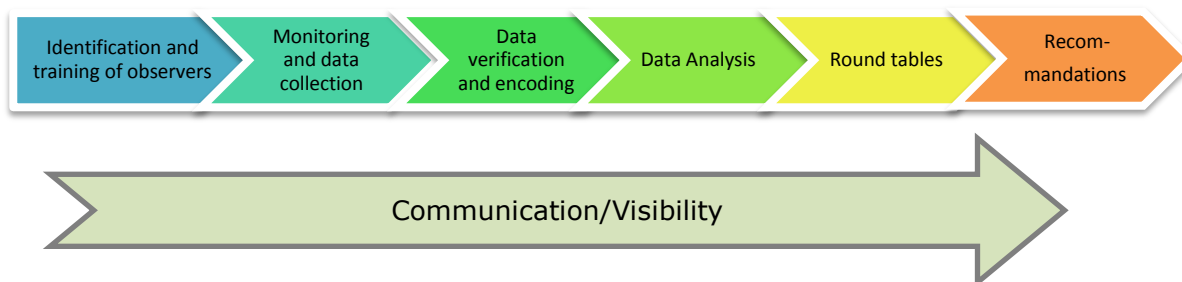 Identification and
training of observers
Monitoring
and data
collection
Data
verification
and encoding
Data Analysis
Round tables
Recom-
mandations
Communication/Visibility